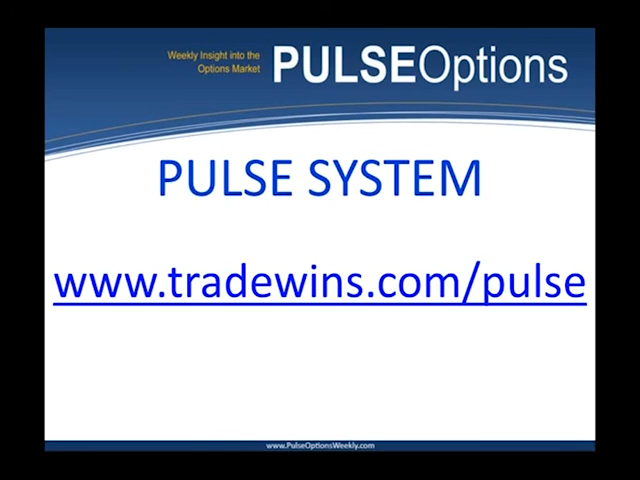 Weekly Insight into the
Options Market
PULSEOptions
PULSE SYSTEM
www.tradewins.com/pulse
www.PulseOptionsWeekly.com